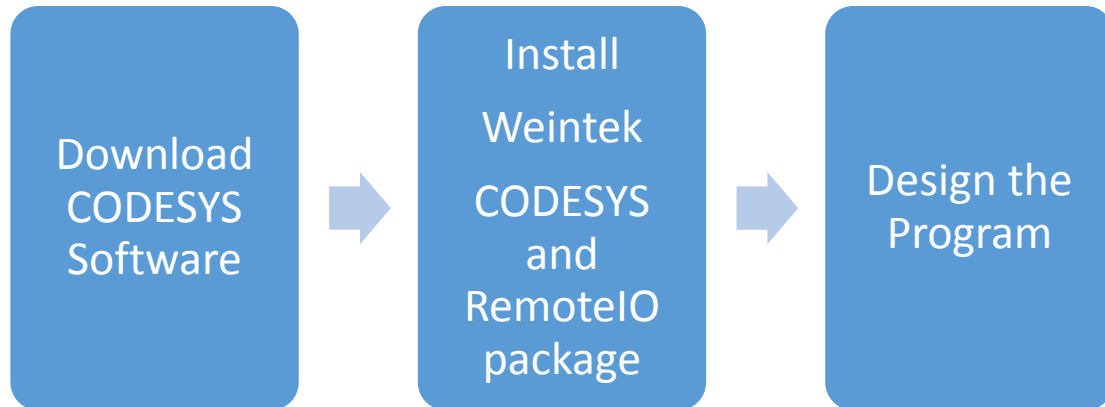 Download
CODESYS
Software
Install
Weintek
CODESYS
and
RemoteIO
package
Design the
Program